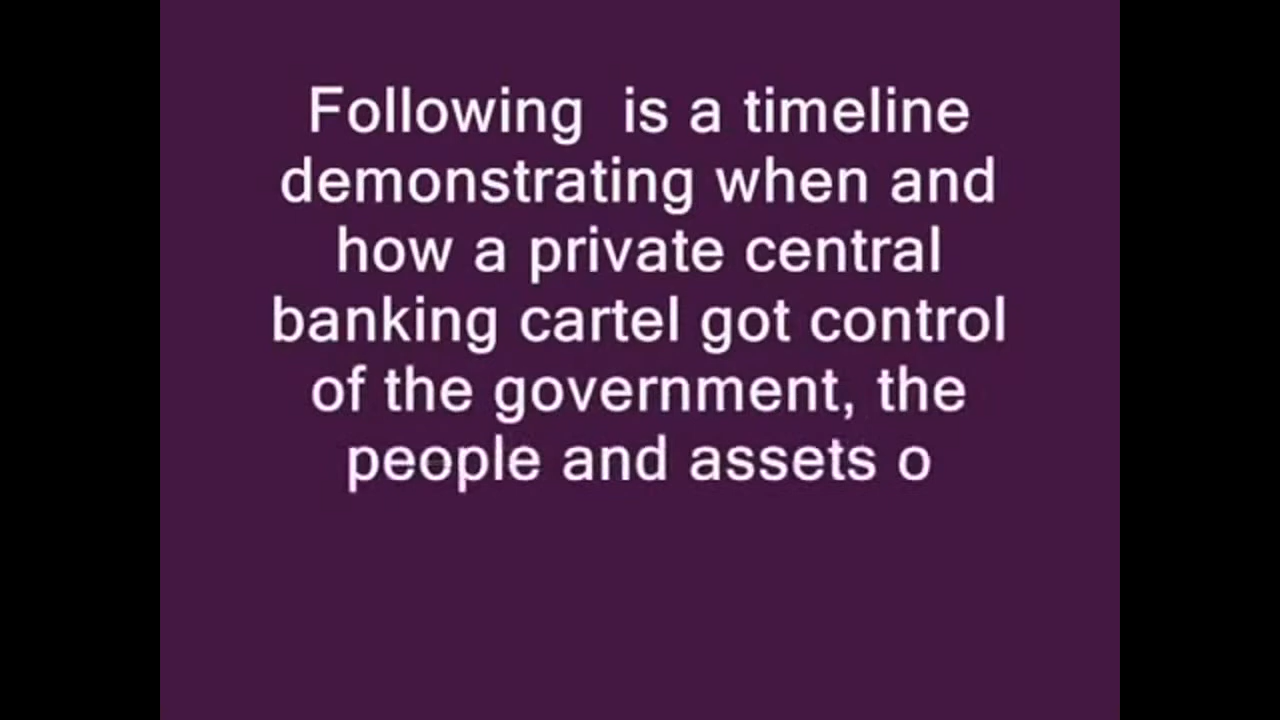 Following  is a timeline
demonstrating when and
how a private central
banking cartel got control
of the government, the
people and assets o